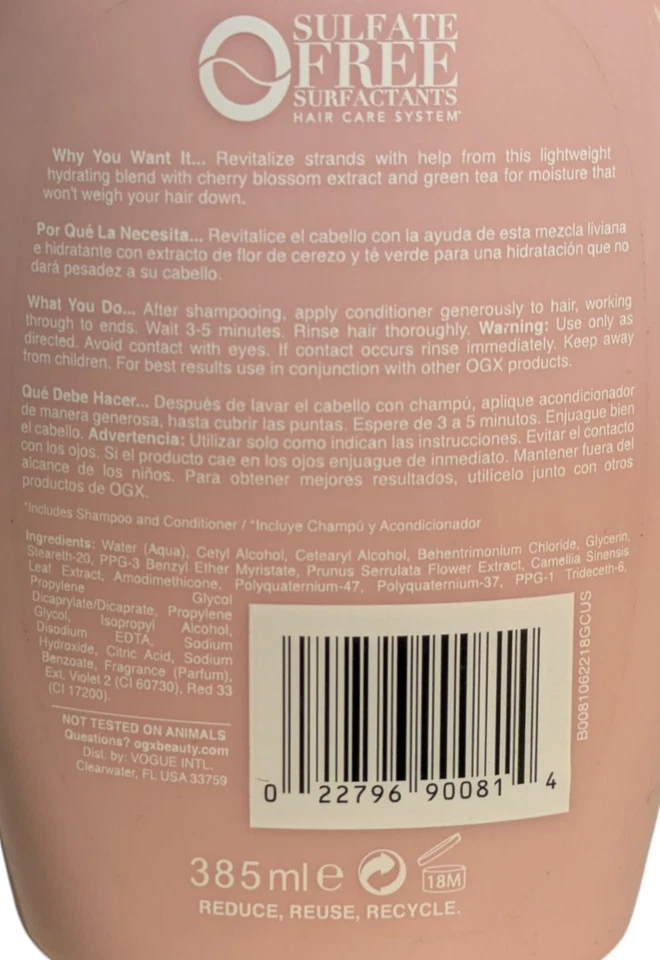 SULFATE
FREE
SURFACTANTS
HAIR CARE SYSTEM*
Why You Want It... Revitalize strands with help from this lightweight
hydrating blend with cherry blossom extract and green tea for moisture that
won't weigh your hair down.
Por Qué La Necesita... Revitalice el cabello con la ayuda de esta mezcla liviana
e hidratante con extracto de flor de cerezo y té verde para una hidratación que no
dará pesadez a su cabello.
What You Do... After shampooing, apply conditioner generously to hair, working
through to ends. Wait 3-5 minutes. Rinse hair thoroughly. Warning: Use only as
directed. Avoid contact with eyes. If contact occurs rinse immediately. Keep away
from children. For best results use in conjunction with other OGX products.
Qué Debe Hacer... Después de lavar el cabello con champú, aplique acondicionador
de manera generosa, hasta cubrir las puntas. Espere de 3 a 5 minutos. Enjuague bien
el cabello. Advertencia: Utilizar solo como indican las instrucciones. Evitar el contacto
con los ojos. Si el producto cae en los ojos enjuague de inmediato. Mantener fuera del
alcance de los niños. Para obtener mejores resultados, utilícelo junto con otros
productos de OGX.
*Includes Shampoo and Conditioner / *Incluye Champú y Acondicionador
Ingredients: Water (Aqua), Cetyl Alcohol, Cetearyl Alcohol, Behentrimonium Chloride, Glycerin,
Steareth-20, PPG-3 Benzyl Ether Myristate, Prunus Serrulata Flower Extract, Camellia Sinensis
Leaf Extract, Amodimethicone, Polyquaternium-47, Polyquaternium-37, PPG-1 Trideceth-6,
Propylene Glycol
Dicaprylate/Dicaprate, Propylene
Glycol, Isopropyl Alcohol,
Disodium EDTA, Sodium
Hydroxide, Citric Acid, Sodium
Benzoate, Fragrance (Parfum),
Ext. Violet 2 (CI 60730), Red 33
(CI 17200).
NOT TESTED ON ANIMALS
Questions? ogxbeauty.com
Dist. by: VOGUE INTL.
Clearwater, FL USA 33759
B0081062218GCUS
0 22796 90081 4
385ml e
18M
REDUCE, REUSE, RECYCLE.